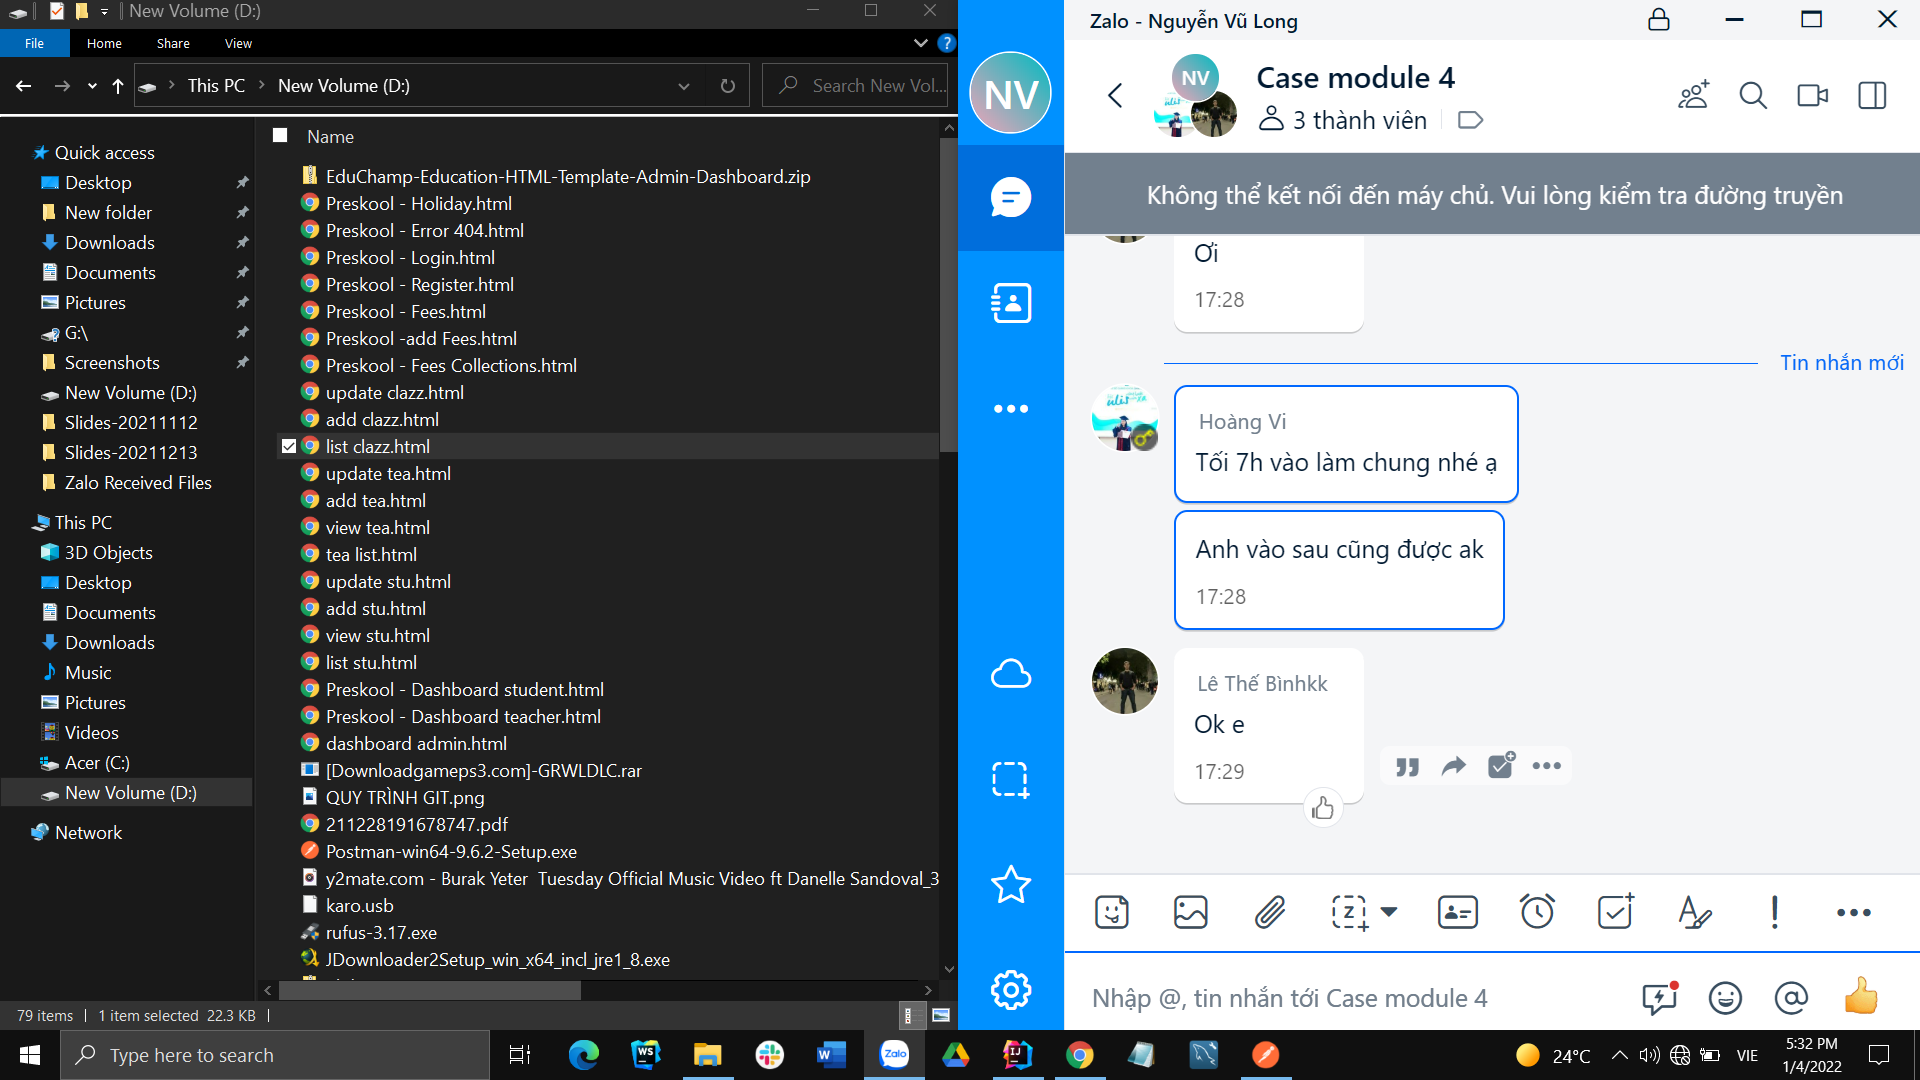 New Volume (D:)
File
Home
Share
View
This PC
New Volume (D:)
Search New Vol...
Name
Quick access
Desktop
New folder
Downloads
Documents
Pictures
G:\
Screenshots
New Volume (D:)
Slides-20211112
Slides-20211213
Zalo Received Files
This PC
3D Objects
Desktop
Documents
Downloads
Music
Pictures
Videos
Acer (C:)
New Volume (D:)
Network
EduChamp-Education-HTML-Template-Admin-Dashboard.zip
Preskool - Holiday.html
Preskool - Error 404.html
Preskool - Login.html
Preskool - Register.html
Preskool - Fees.html
Preskool -add Fees.html
Preskool - Fees Collections.html
update clazz.html
add clazz.html
list clazz.html
update tea.html
add tea.html
view tea.html
tea list.html
update stu.html
add stu.html
view stu.html
list stu.html
Preskool - Dashboard student.html
Preskool - Dashboard teacher.html
dashboard admin.html
[Downloadgameps3.com]-GRWLDLC.rar
QUY TRÌNH GIT.png
211228191678747.pdf
Postman-win64-9.6.2-Setup.exe
y2mate.com - Burak Yeter Tuesday Official Music Video ft Danelle Sandoval_3
karo.usb
rufus-3.17.exe
JDownloader2Setup_win_x64_incl_jre1_8.exe
79 items
1 item selected 22.3 KB
Zalo - Nguyễn Vũ Long
NV
NV
Case module 4
3 thành viên
Không thể kết nối đến máy chủ. Vui lòng kiểm tra đường truyền
Ơi
17:28
Tin nhắn mới
ulis
Hoàng Vi
Tối 7h vào làm chung nhé ạ
Anh vào sau cũng được ak
17:28
Lê Thế Bìnhkk
Ok e
17:29
Nhập @, tin nhắn tới Case module 4
Type here to search
WS
W
Zalo
IJ
24°C
VIE
5:32 PM
1/4/2022